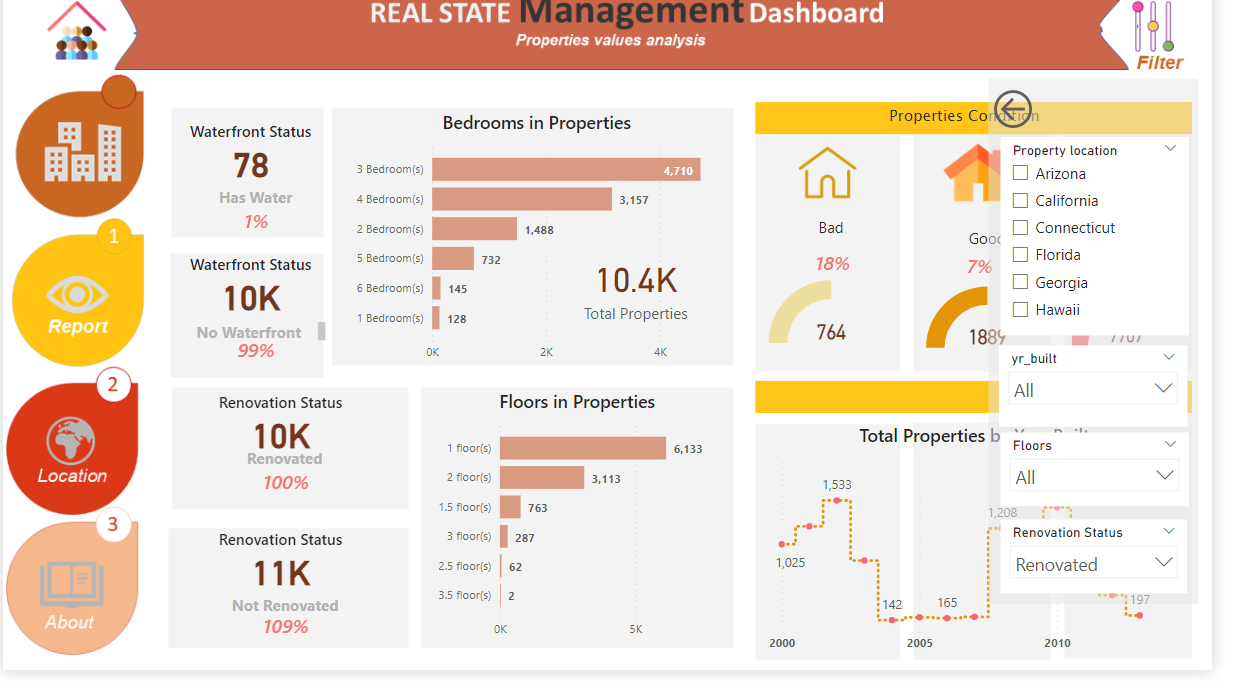 REAL STATE Management Dashboard
Properties values analysis
Filter
1
Report
2
Location
3
About
Waterfront Status
78
Has Water
1%
Waterfront Status
10K
No Waterfront
99%
Renovation Status
10K
Renovated
100%
Renovation Status
11K
Not Renovated
109%
Bedrooms in Properties
3 Bedroom(s) 4,710
4 Bedroom(s) 3,157
2 Bedroom(s) 1,488
5 Bedroom(s) 732
6 Bedroom(s) 145
1 Bedroom(s) 128
0K 2K 4K
10.4K
Total Properties
Floors in Properties
1 floor(s) 6,133
2 floor(s) 3,113
1.5 floor(s) 763
3 floor(s) 287
2.5 floor(s) 62
3.5 floor(s) 2
0K 5K
Properties Condition
Bad
18%
764
Good
7%
1889
7707
Total Properties by Year Built
1,533
1,025
142
165
1,208
197
2000 2005 2010
Property location
Arizona
California
Connecticut
Florida
Georgia
Hawaii
yr_built
All
Floors
All
Renovation Status
Renovated